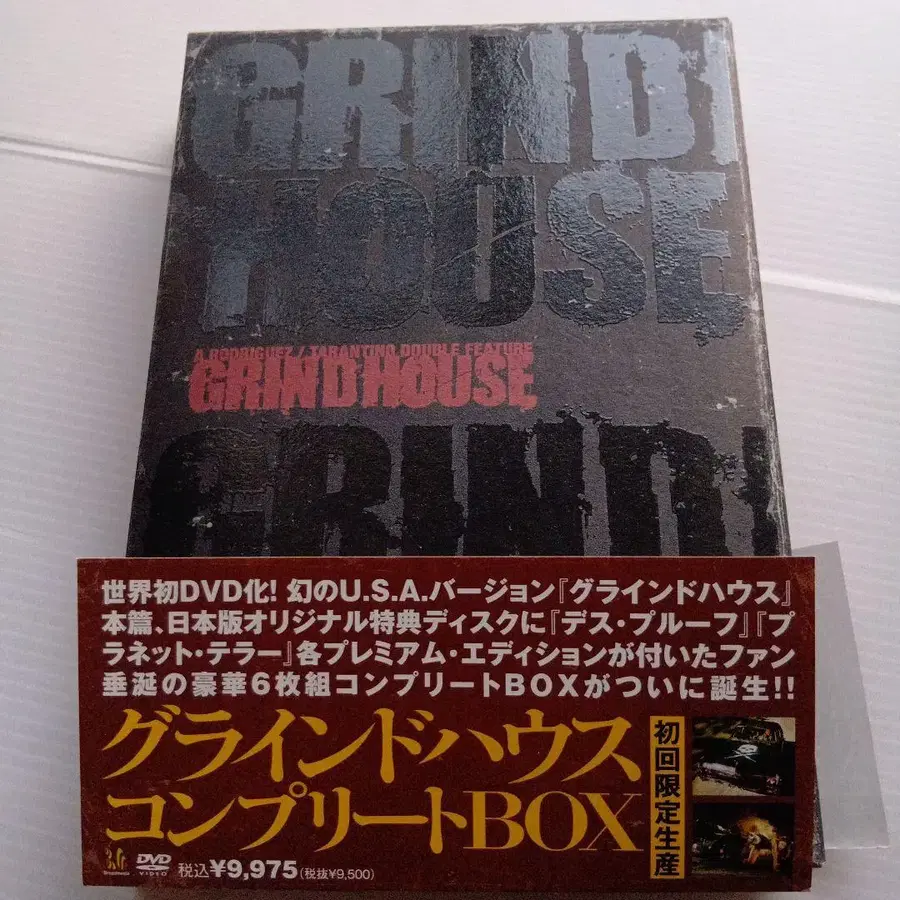 GRIND
HOUSE
A RODRIGUEZ / TARANTINO DOUBLE FEATURE
GRINDHOUSE
GRIND
世界初DVD化! 幻のU.S.A.バージョン『グラインドハウス』
本篇、日本版オリジナル特典ディスクに『デス・プルーフ』『プ
ラネット・テラー』各プレミアム・エディションが付いたファン
垂涎の豪華6枚組コンプリートBOXがついに誕生!!
グラインドハウス
コンプリートBOX
初回限定生産
DVD
VIDEO
税込¥9,975(税抜¥9,500)